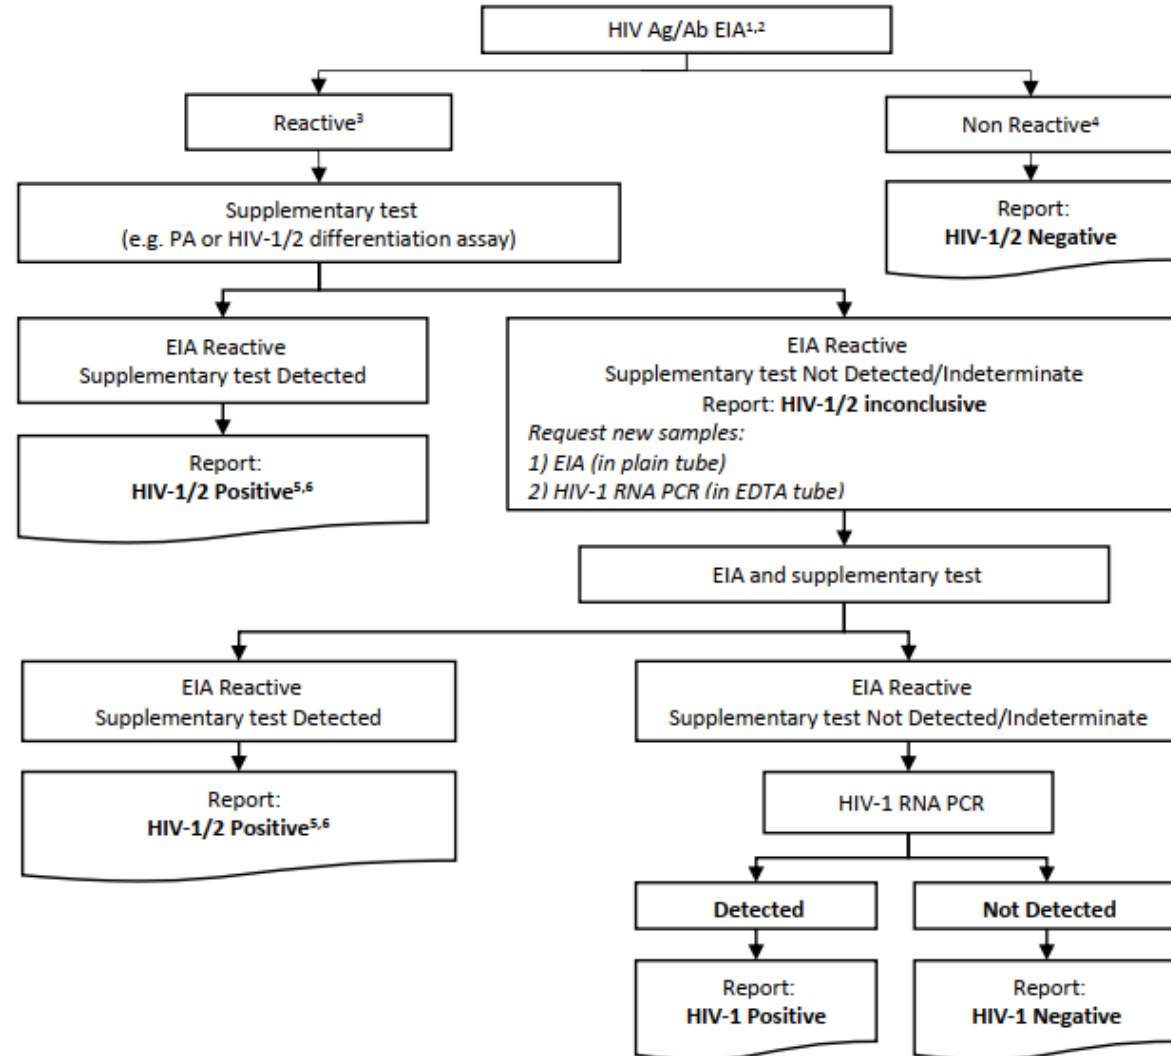 HIV Ag/Ab EIA¹,²
Reactive³
Non Reactive⁴
Supplementary test
(e.g. PA or HIV-1/2 differentiation assay)
Report:
HIV-1/2 Negative
EIA Reactive
Supplementary test Detected
EIA Reactive
Supplementary test Not Detected/Indeterminate
Report: HIV-1/2 inconclusive
Request new samples:
1) EIA (in plain tube)
2) HIV-1 RNA PCR (in EDTA tube)
Report:
HIV-1/2 Positive⁵,⁶
EIA and supplementary test
EIA Reactive
Supplementary test Detected
EIA Reactive
Supplementary test Not Detected/Indeterminate
Report:
HIV-1/2 Positive⁵,⁶
HIV-1 RNA PCR
Detected
Not Detected
Report:
HIV-1 Positive
Report:
HIV-1 Negative